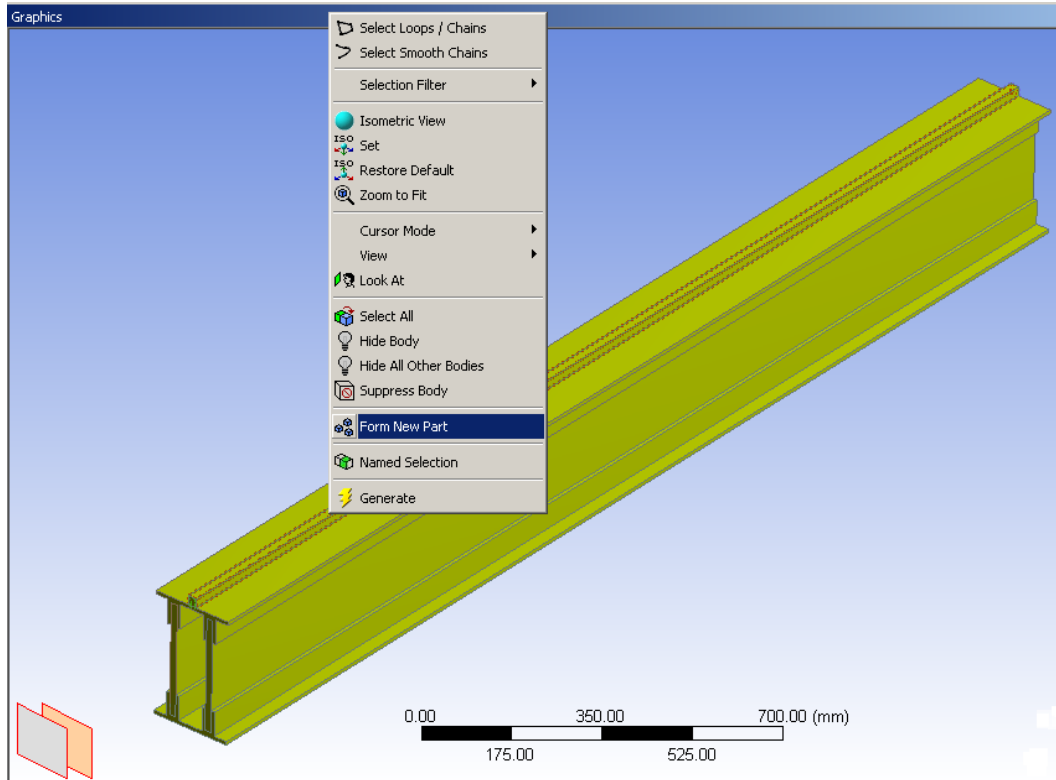 Graphics
Select Loops / Chains
Select Smooth Chains
Selection Filter
Isometric View
ISO Set
ISO Restore Default
Zoom to Fit
Cursor Mode
View
Look At
Select All
Hide Body
Hide All Other Bodies
Suppress Body
Form New Part
Named Selection
Generate
0.00 350.00 700.00 (mm)
175.00 525.00